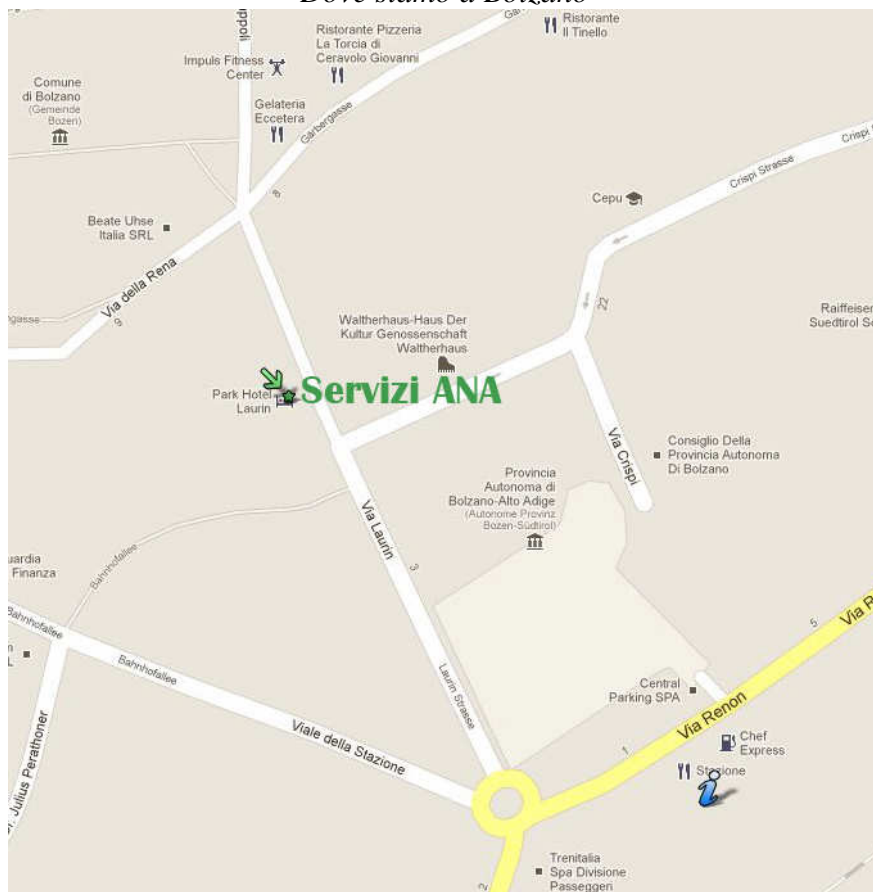 Dove siamo a Bolzano
Ristorante Pizzeria
La Torcia di
Ceravolo Giovanni
Ristorante
Il Tinello
Impuls Fitness
Center
Comune
di Bolzano
(Gemeinde
Bozen)
Gelateria
Eccetera
Gärbergasse
Crispi Strasse
Cepu
8
Beate Uhse
Italia SRL
Via della Rena
9
22
Waltherhaus-Haus Der
Kultur Genossenschaft
Waltherhaus
Park Hotel
Laurin
Servizi ANA
Via Crispi
Consiglio Della
Provincia Autonoma
Di Bolzano
Provincia
Autonoma di
Bolzano-Alto Adige
(Autonome Provinz
Bozen-Südtirol)
Via Laurin
3
Finanza
Bahnhofallee
Bahnhofallee
Bahnhofallee
Laurin Strasse
5
Central
Parking SPA
Via Renon
1
Chef
Express
Stazione
Viale della Stazione
Julius Perathoner
Trenitalia
Spa Divisione
Passeggeri
2